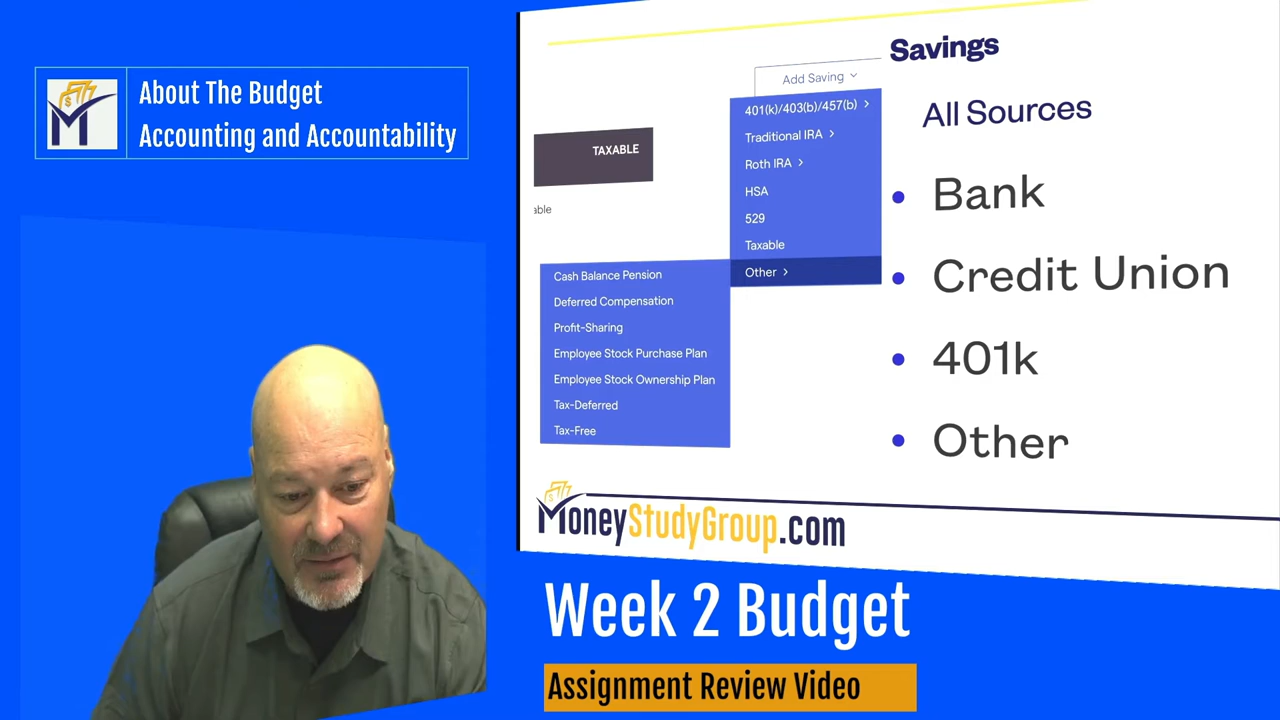 About The Budget
Accounting and Accountability
Savings
All Sources
Bank
Credit Union
401k
Other
Add Saving
401(k)/403(b)/457(b)
Traditional IRA
Roth IRA
HSA
529
Taxable
Other
TAXABLE
able
Cash Balance Pension
Deferred Compensation
Profit-Sharing
Employee Stock Purchase Plan
Employee Stock Ownership Plan
Tax-Deferred
Tax-Free
MoneyStudyGroup.com
Week 2 Budget
Assignment Review Video